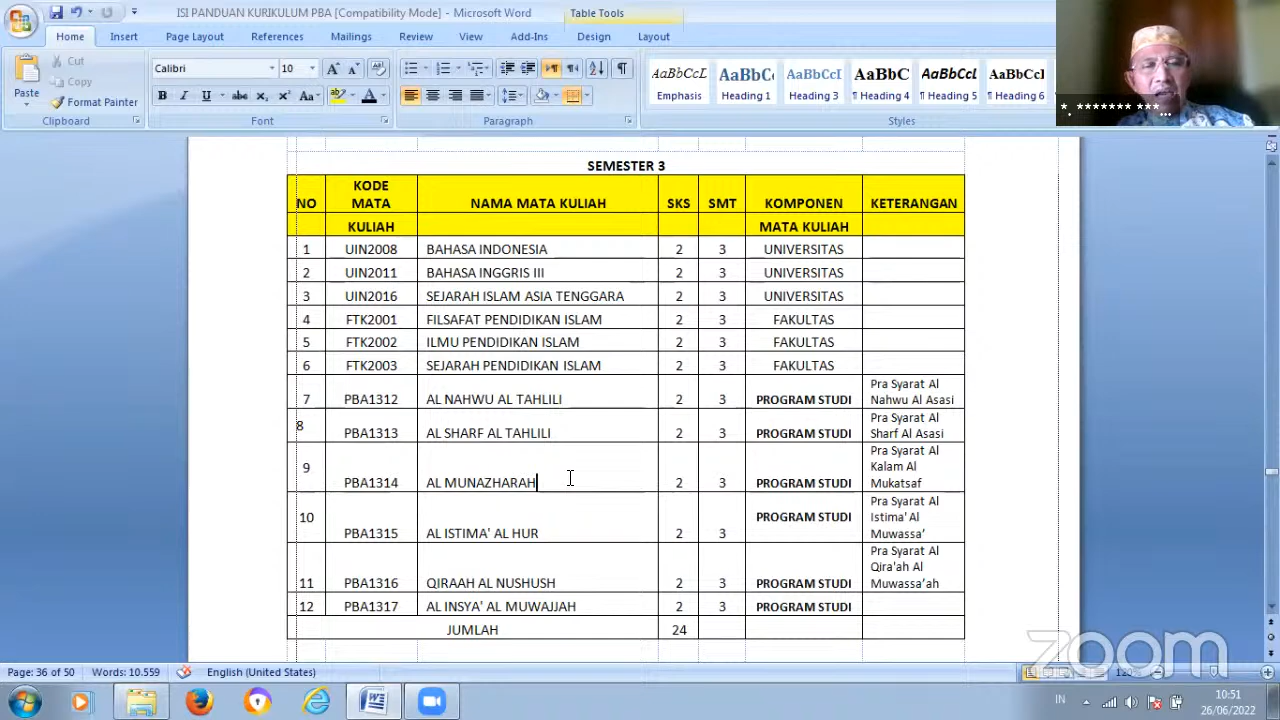 ISI PANDUAN KURIKULUM PBA [Compatibility Mode] - Microsoft Word
Table Tools
Home Insert Page Layout References Mailings Review View Add-Ins Design Layout
Paste
Cut
Copy
Format Painter
Clipboard
Calibri 10
Font
Paragraph
AaBbCcL AaBbCc AaBbCcI AaBbC AaBbCcI AaBbCc
Emphasis Heading 1 Heading 3 ¶ Heading 4 ¶ Heading 5 ¶ Heading 6
Styles
*. ******* *** ...
SEMESTER 3
NO KODE MATA KULIAH NAMA MATA KULIAH SKS SMT KOMPONEN MATA KULIAH KETERANGAN
1 UIN2008 BAHASA INDONESIA 2 3 UNIVERSITAS
2 UIN2011 BAHASA INGGRIS III 2 3 UNIVERSITAS
3 UIN2016 SEJARAH ISLAM ASIA TENGGARA 2 3 UNIVERSITAS
4 FTK2001 FILSAFAT PENDIDIKAN ISLAM 2 3 FAKULTAS
5 FTK2002 ILMU PENDIDIKAN ISLAM 2 3 FAKULTAS
6 FTK2003 SEJARAH PENDIDIKAN ISLAM 2 3 FAKULTAS
7 PBA1312 AL NAHWU AL TAHLILI 2 3 PROGRAM STUDI Pra Syarat Al Nahwu Al Asasi
8 PBA1313 AL SHARF AL TAHLILI 2 3 PROGRAM STUDI Pra Syarat Al Sharf Al Asasi
9 PBA1314 AL MUNAZHARAH 2 3 PROGRAM STUDI Pra Syarat Al Kalam Al Mukatsaf
10 PBA1315 AL ISTIMA' AL HUR 2 3 PROGRAM STUDI Pra Syarat Al Istima' Al Muwassa'
11 PBA1316 QIRAAH AL NUSHUSH 2 3 PROGRAM STUDI Pra Syarat Al Qira'ah Al Muwassa'ah
12 PBA1317 AL INSYA' AL MUWAJJAH 2 3 PROGRAM STUDI
JUMLAH 24
zoom
Page: 36 of 50 Words: 10.559 English (United States) 120%
IN 10:51
26/06/2022